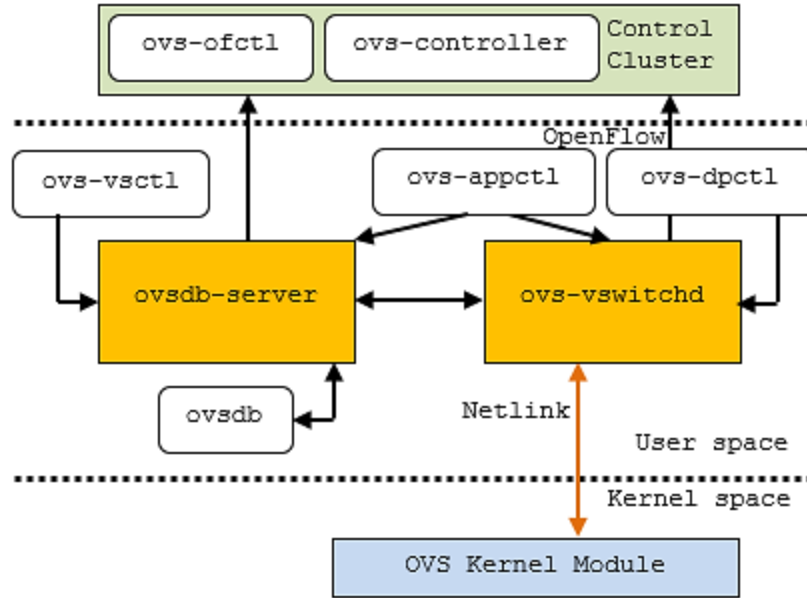 ovs-ofctl
ovs-controller
Control
Cluster
OpenFlow
ovs-vsctl
ovs-appctl
ovs-dpctl
ovsdb-server
ovs-vswitchd
ovsdb
Netlink
User space
Kernel space
OVS Kernel Module